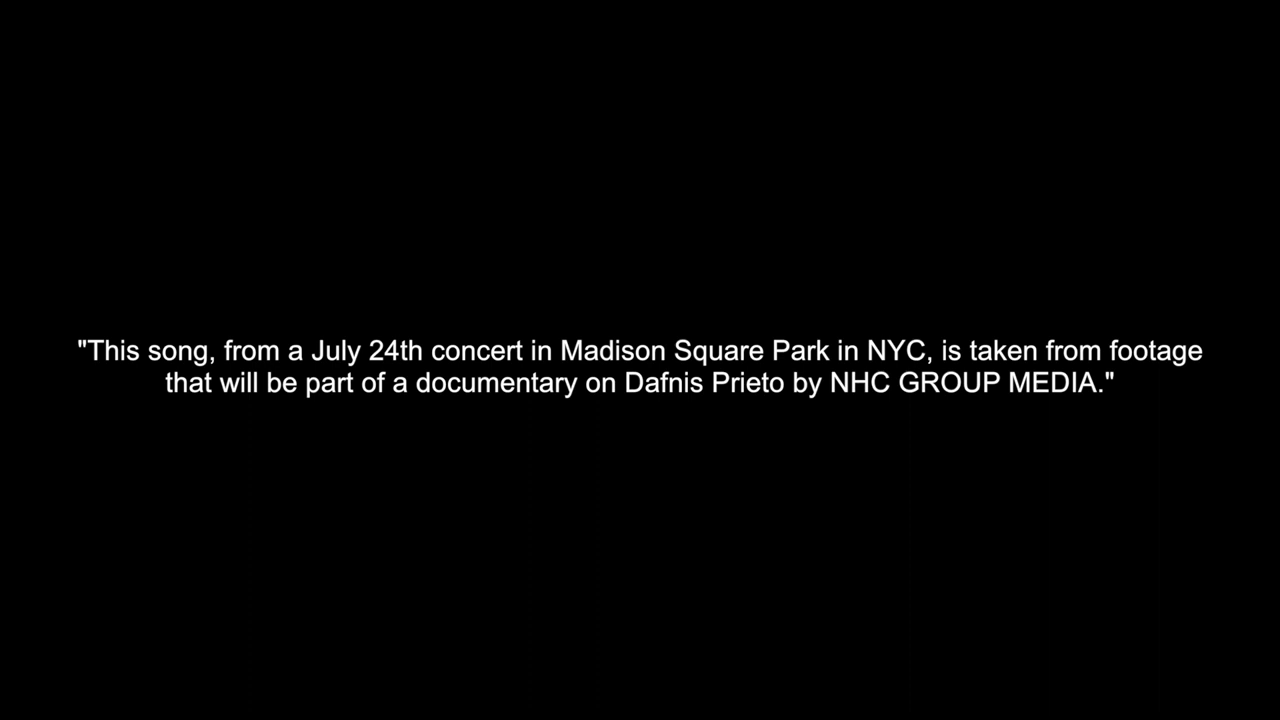 "This song, from a July 24th concert in Madison Square Park in NYC, is taken from footage
that will be part of a documentary on Dafnis Prieto by NHC GROUP MEDIA."